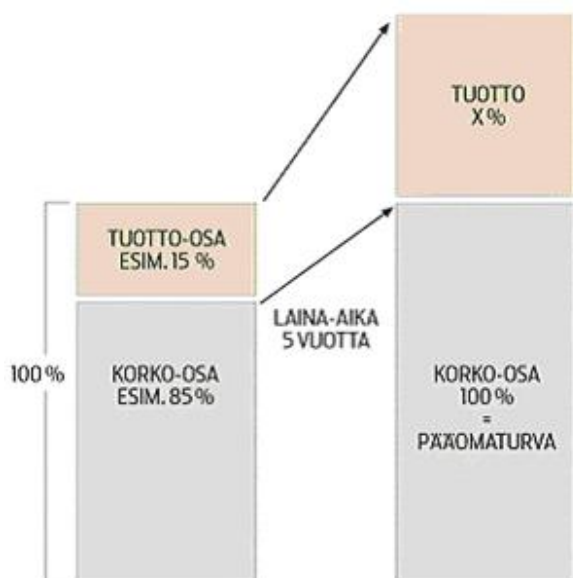 TUOTTO
X %
TUOTTO-OSA
ESIM. 15 %
LAINA-AIKA
5 VUOTTA
100 %
KORKO-OSA
ESIM. 85 %
KORKO-OSA
100 %
=
PÄÄOMATURVA